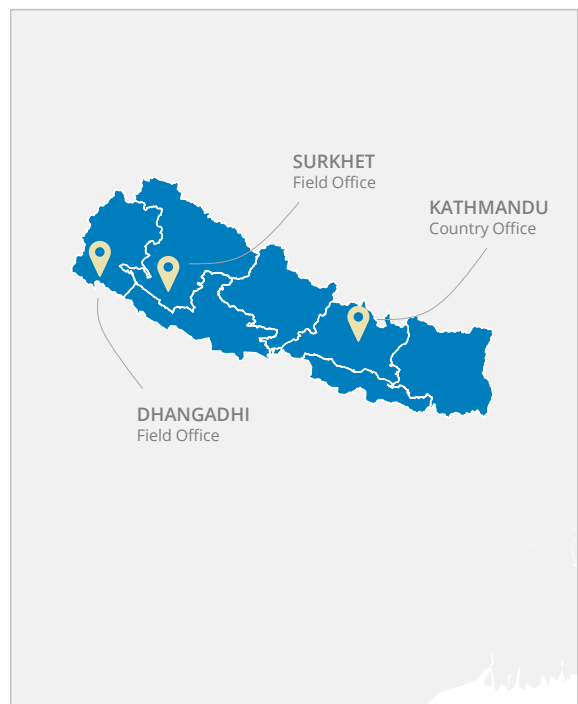 SURKHET
Field Office
KATHMANDU
Country Office
DHANGADHI
Field Office